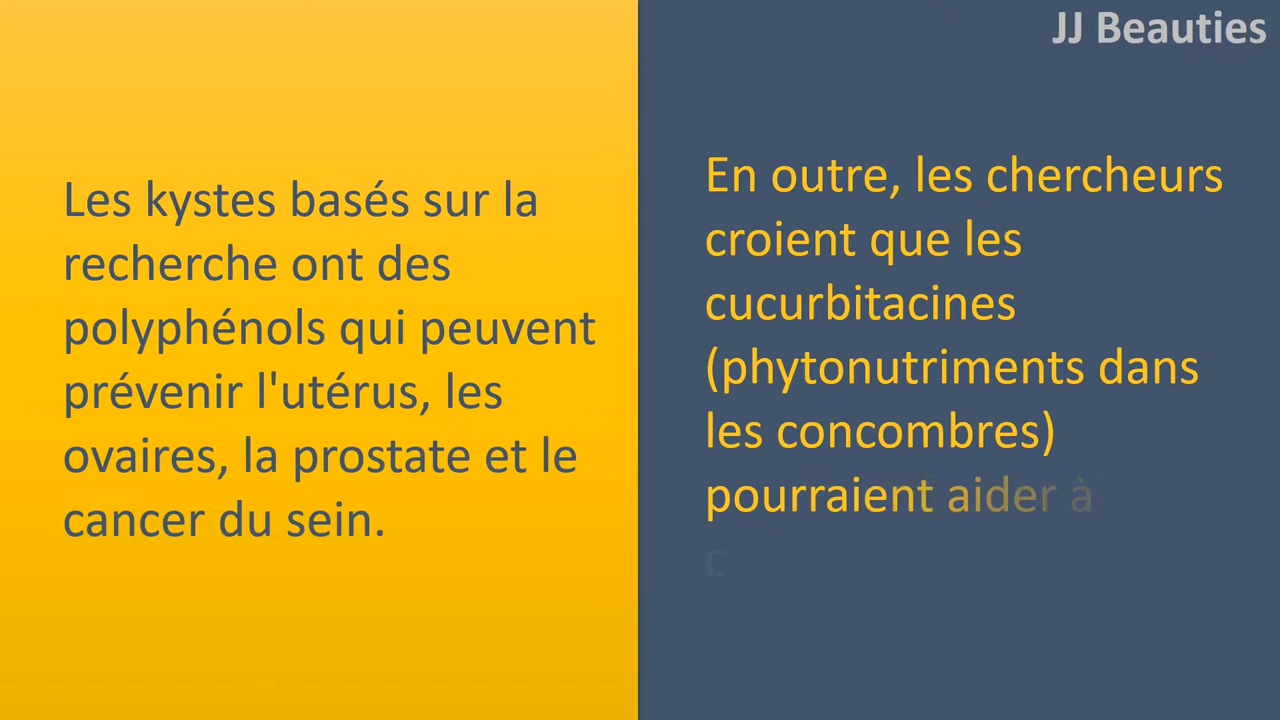 JJ Beauties
Les kystes basés sur la
recherche ont des
polyphénols qui peuvent
prévenir l'utérus, les
ovaires, la prostate et le
cancer du sein.
En outre, les chercheurs
croient que les
cucurbitacines
(phytonutriments dans
les concombres)
pourraient aider à
c